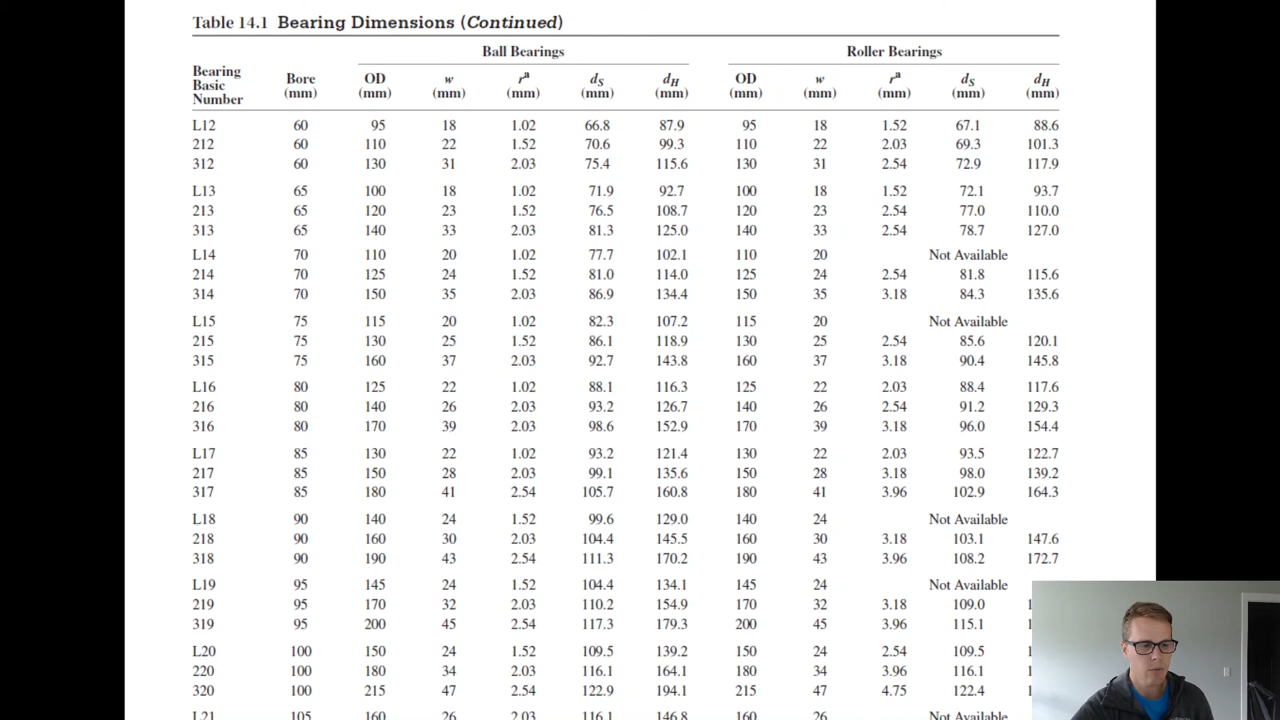 Table 14.1 Bearing Dimensions (Continued)
Ball Bearings Roller Bearings
Bearing Basic Number Bore (mm) OD (mm) w (mm) rᵃ (mm) dS (mm) dH (mm) OD (mm) w (mm) rᵃ (mm) dS (mm) dH (mm)
L12 60 95 18 1.02 66.8 87.9 95 18 1.52 67.1 88.6
212 60 110 22 1.52 70.6 99.3 110 22 2.03 69.3 101.3
312 60 130 31 2.03 75.4 115.6 130 31 2.54 72.9 117.9
L13 65 100 18 1.02 71.9 92.7 100 18 1.52 72.1 93.7
213 65 120 23 1.52 76.5 108.7 120 23 2.54 77.0 110.0
313 65 140 33 2.03 81.3 125.0 140 33 2.54 78.7 127.0
L14 70 110 20 1.02 77.7 102.1 110 20 Not Available
214 70 125 24 1.52 81.0 114.0 125 24 2.54 81.8 115.6
314 70 150 35 2.03 86.9 134.4 150 35 3.18 84.3 135.6
L15 75 115 20 1.02 82.3 107.2 115 20 Not Available
215 75 130 25 1.52 86.1 118.9 130 25 2.54 85.6 120.1
315 75 160 37 2.03 92.7 143.8 160 37 3.18 90.4 145.8
L16 80 125 22 1.02 88.1 116.3 125 22 2.03 88.4 117.6
216 80 140 26 2.03 93.2 126.7 140 26 2.54 91.2 129.3
316 80 170 39 2.03 98.6 152.9 170 39 3.18 96.0 154.4
L17 85 130 22 1.02 93.2 121.4 130 22 2.03 93.5 122.7
217 85 150 28 2.03 99.1 135.6 150 28 3.18 98.0 139.2
317 85 180 41 2.54 105.7 160.8 180 41 3.96 102.9 164.3
L18 90 140 24 1.52 99.6 129.0 140 24 Not Available
218 90 160 30 2.03 104.4 145.5 160 30 3.18 103.1 147.6
318 90 190 43 2.54 111.3 170.2 190 43 3.96 108.2 172.7
L19 95 145 24 1.52 104.4 134.1 145 24 Not Available
219 95 170 32 2.03 110.2 154.9 170 32 3.18 109.0
319 95 200 45 2.54 117.3 179.3 200 45 3.96 115.1
L20 100 150 24 1.52 109.5 139.2 150 24 2.54 109.5
220 100 180 34 2.03 116.1 164.1 180 34 3.96 116.1
320 100 215 47 2.54 122.9 194.1 215 47 4.75 122.4
L21 105 160 26 2.03 116.1 146.8 160 26 Not Available